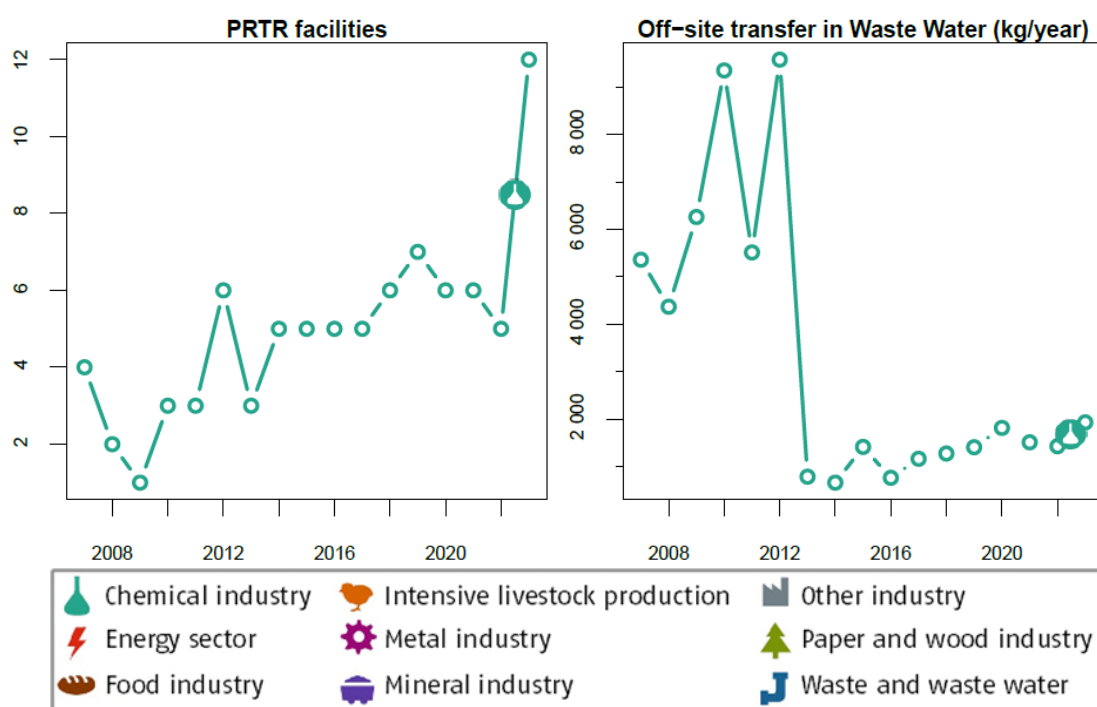 PRTR facilities
12
10
8
6
4
2
2008 2012 2016 2020
Off−site transfer in Waste Water (kg/year)
8 000
6 000
4 000
2 000
2008 2012 2016 2020
Chemical industry Intensive livestock production Other industry
Energy sector Metal industry Paper and wood industry
Food industry Mineral industry Waste and waste water